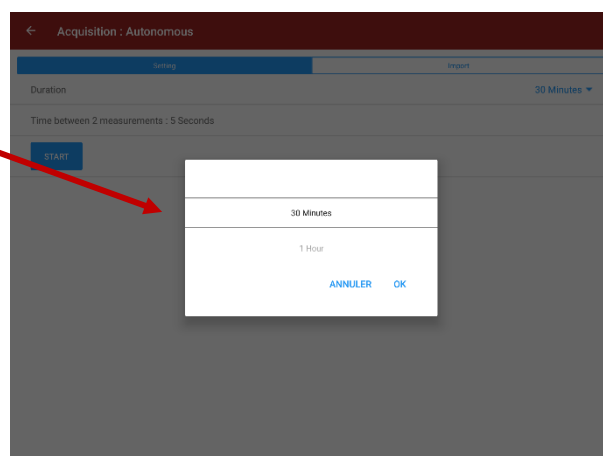 Acquisition : Autonomous
Setting Import
Duration 30 Minutes
Time between 2 measurements : 5 Seconds
START
30 Minutes
1 Hour
ANNULER OK